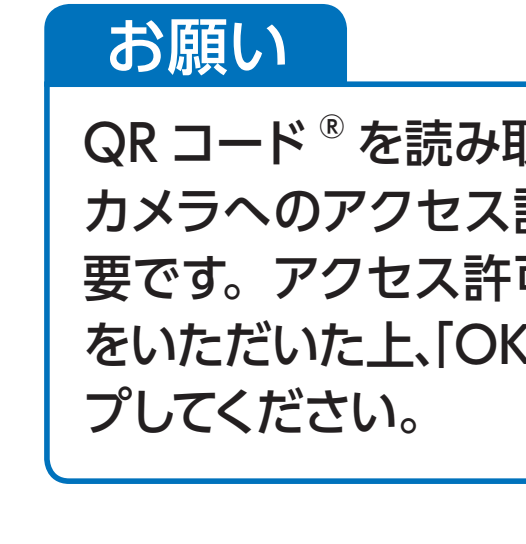 お願い
QR コード ® を読み
カメラへのアクセス
要です。アクセス許
をいただいた上、「OK
プしてください。